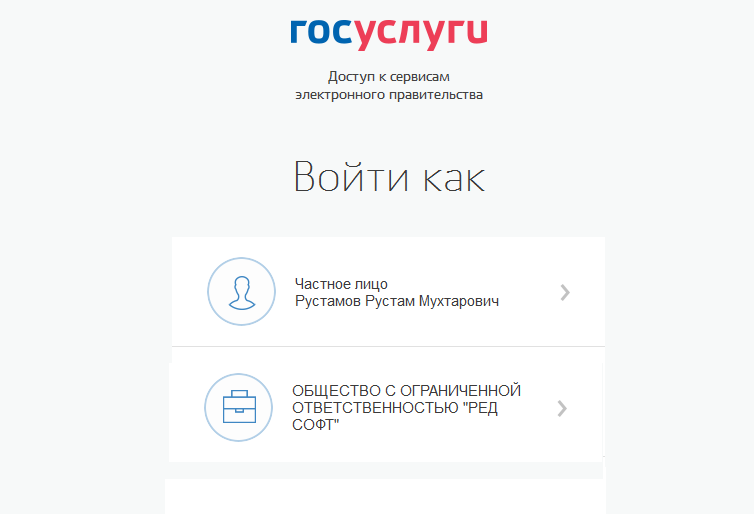 госуслуги
Доступ к сервисам
электронного правительства
Войти как
Частное лицо
Рустамов Рустам Мухтарович
ОБЩЕСТВО С ОГРАНИЧЕННОЙ
ОТВЕТСТВЕННОСТЬЮ "РЕД
СОФТ"